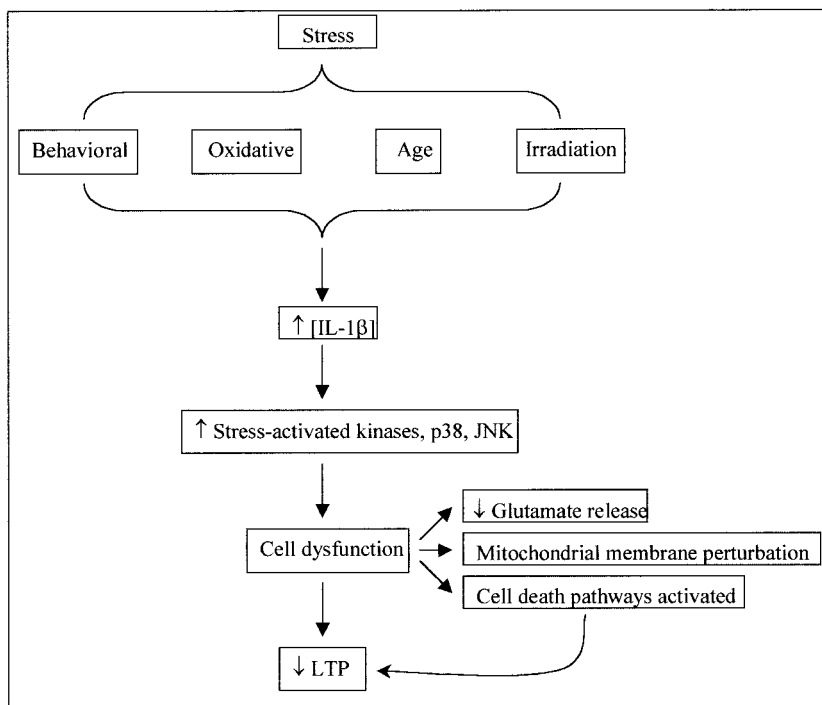 Stress
Behavioral
Oxidative
Age
Irradiation
↑ [IL-1β]
↑ Stress-activated kinases, p38, JNK
↓ Glutamate release
Cell dysfunction
Mitochondrial membrane perturbation
Cell death pathways activated
↓ LTP